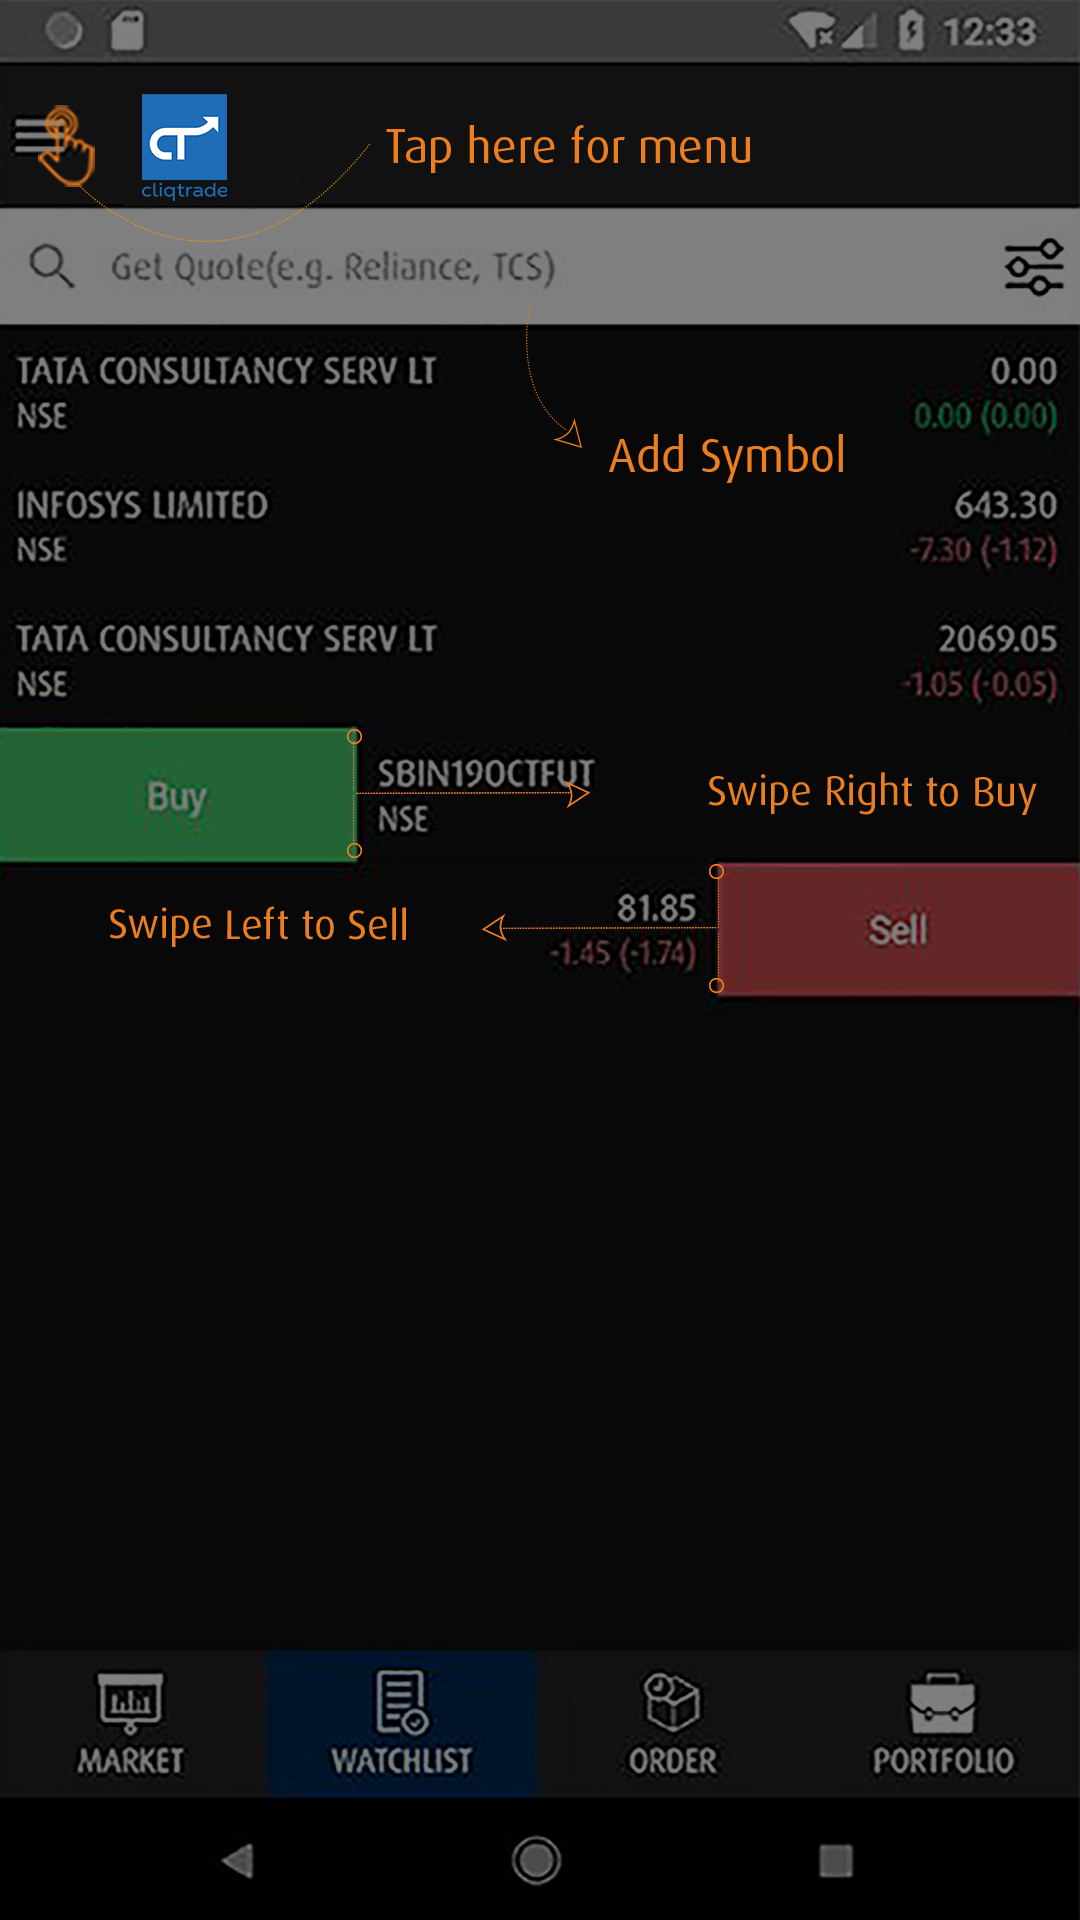 12:33
cliqtrade
Tap here for menu
Get Quote(e.g. Reliance, TCS)
TATA CONSULTANCY SERV LT 0.00
NSE 0.00 (0.00)
Add Symbol
INFOSYS LIMITED 643.30
NSE -7.30 (-1.12)
TATA CONSULTANCY SERV LT 2069.05
NSE -1.05 (-0.05)
Buy
SBIN19OCTFUT
NSE
Swipe Right to Buy
Swipe Left to Sell
81.85
-1.45 (-1.74)
Sell
MARKET WATCHLIST ORDER PORTFOLIO